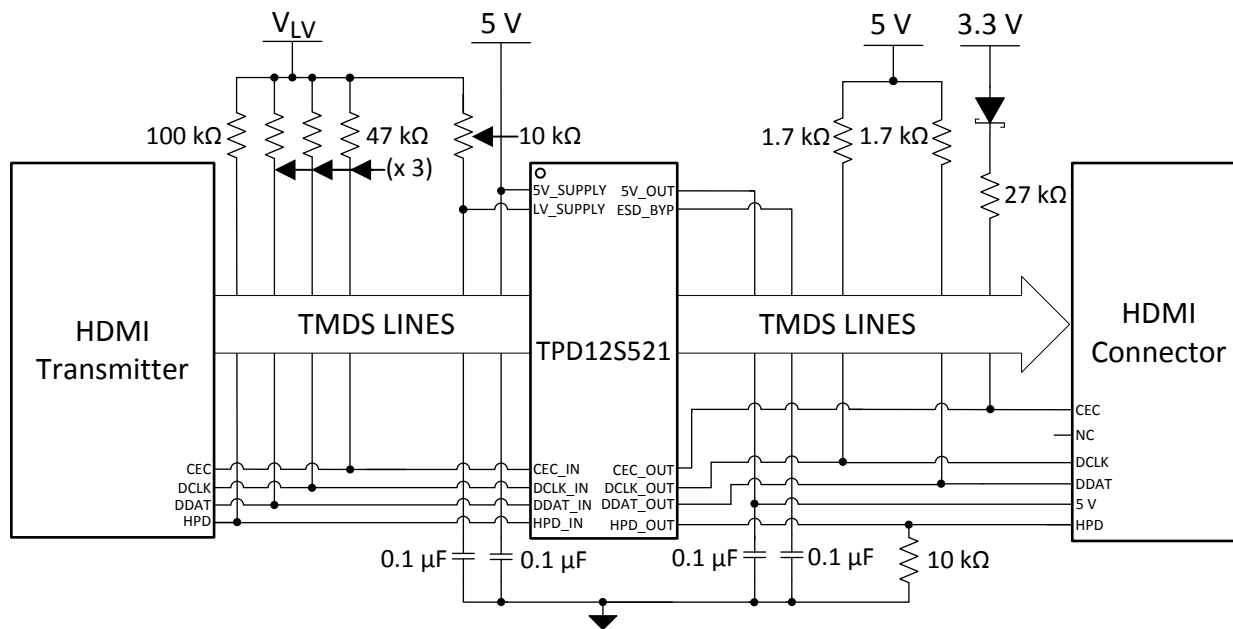 V_LV
5 V
5 V
3.3 V
100 kΩ
47 kΩ
10 kΩ
(x 3)
1.7 kΩ
1.7 kΩ
27 kΩ
5V_SUPPLY
5V_OUT
LV_SUPPLY
ESD_BYP
HDMI
Transmitter
TMDS LINES
TPD12S521
TMDS LINES
HDMI
Connector
CEC
DCLK
DDAT
HPD
CEC_IN
DCLK_IN
DDAT_IN
HPD_IN
CEC_OUT
DCLK_OUT
DDAT_OUT
HPD_OUT
CEC
NC
DCLK
DDAT
5 V
HPD
0.1 µF
0.1 µF
0.1 µF
0.1 µF
10 kΩ